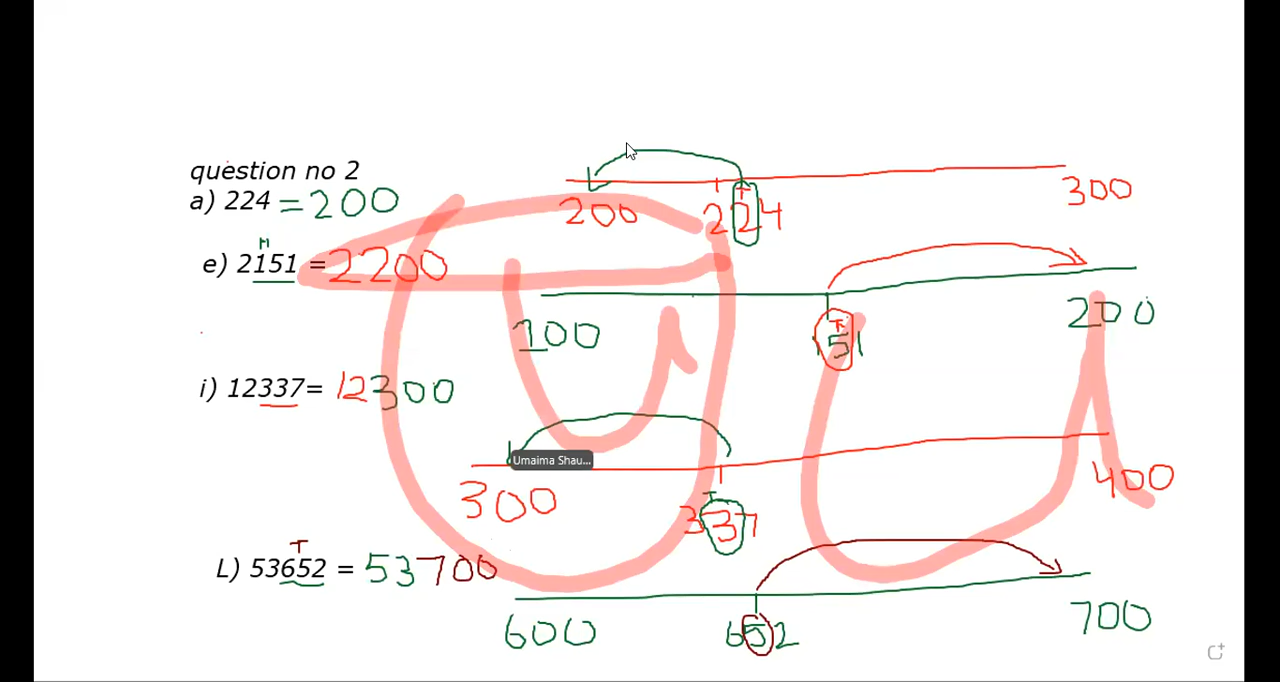 question no 2
a) 224 = 200
200 224 300
T
e) 2151 = 2200
H
100 151 200
T
i) 12337= 12300
Umaima Shau...
300 337 400
T
L) 53652 = 53700
T
600 652 700